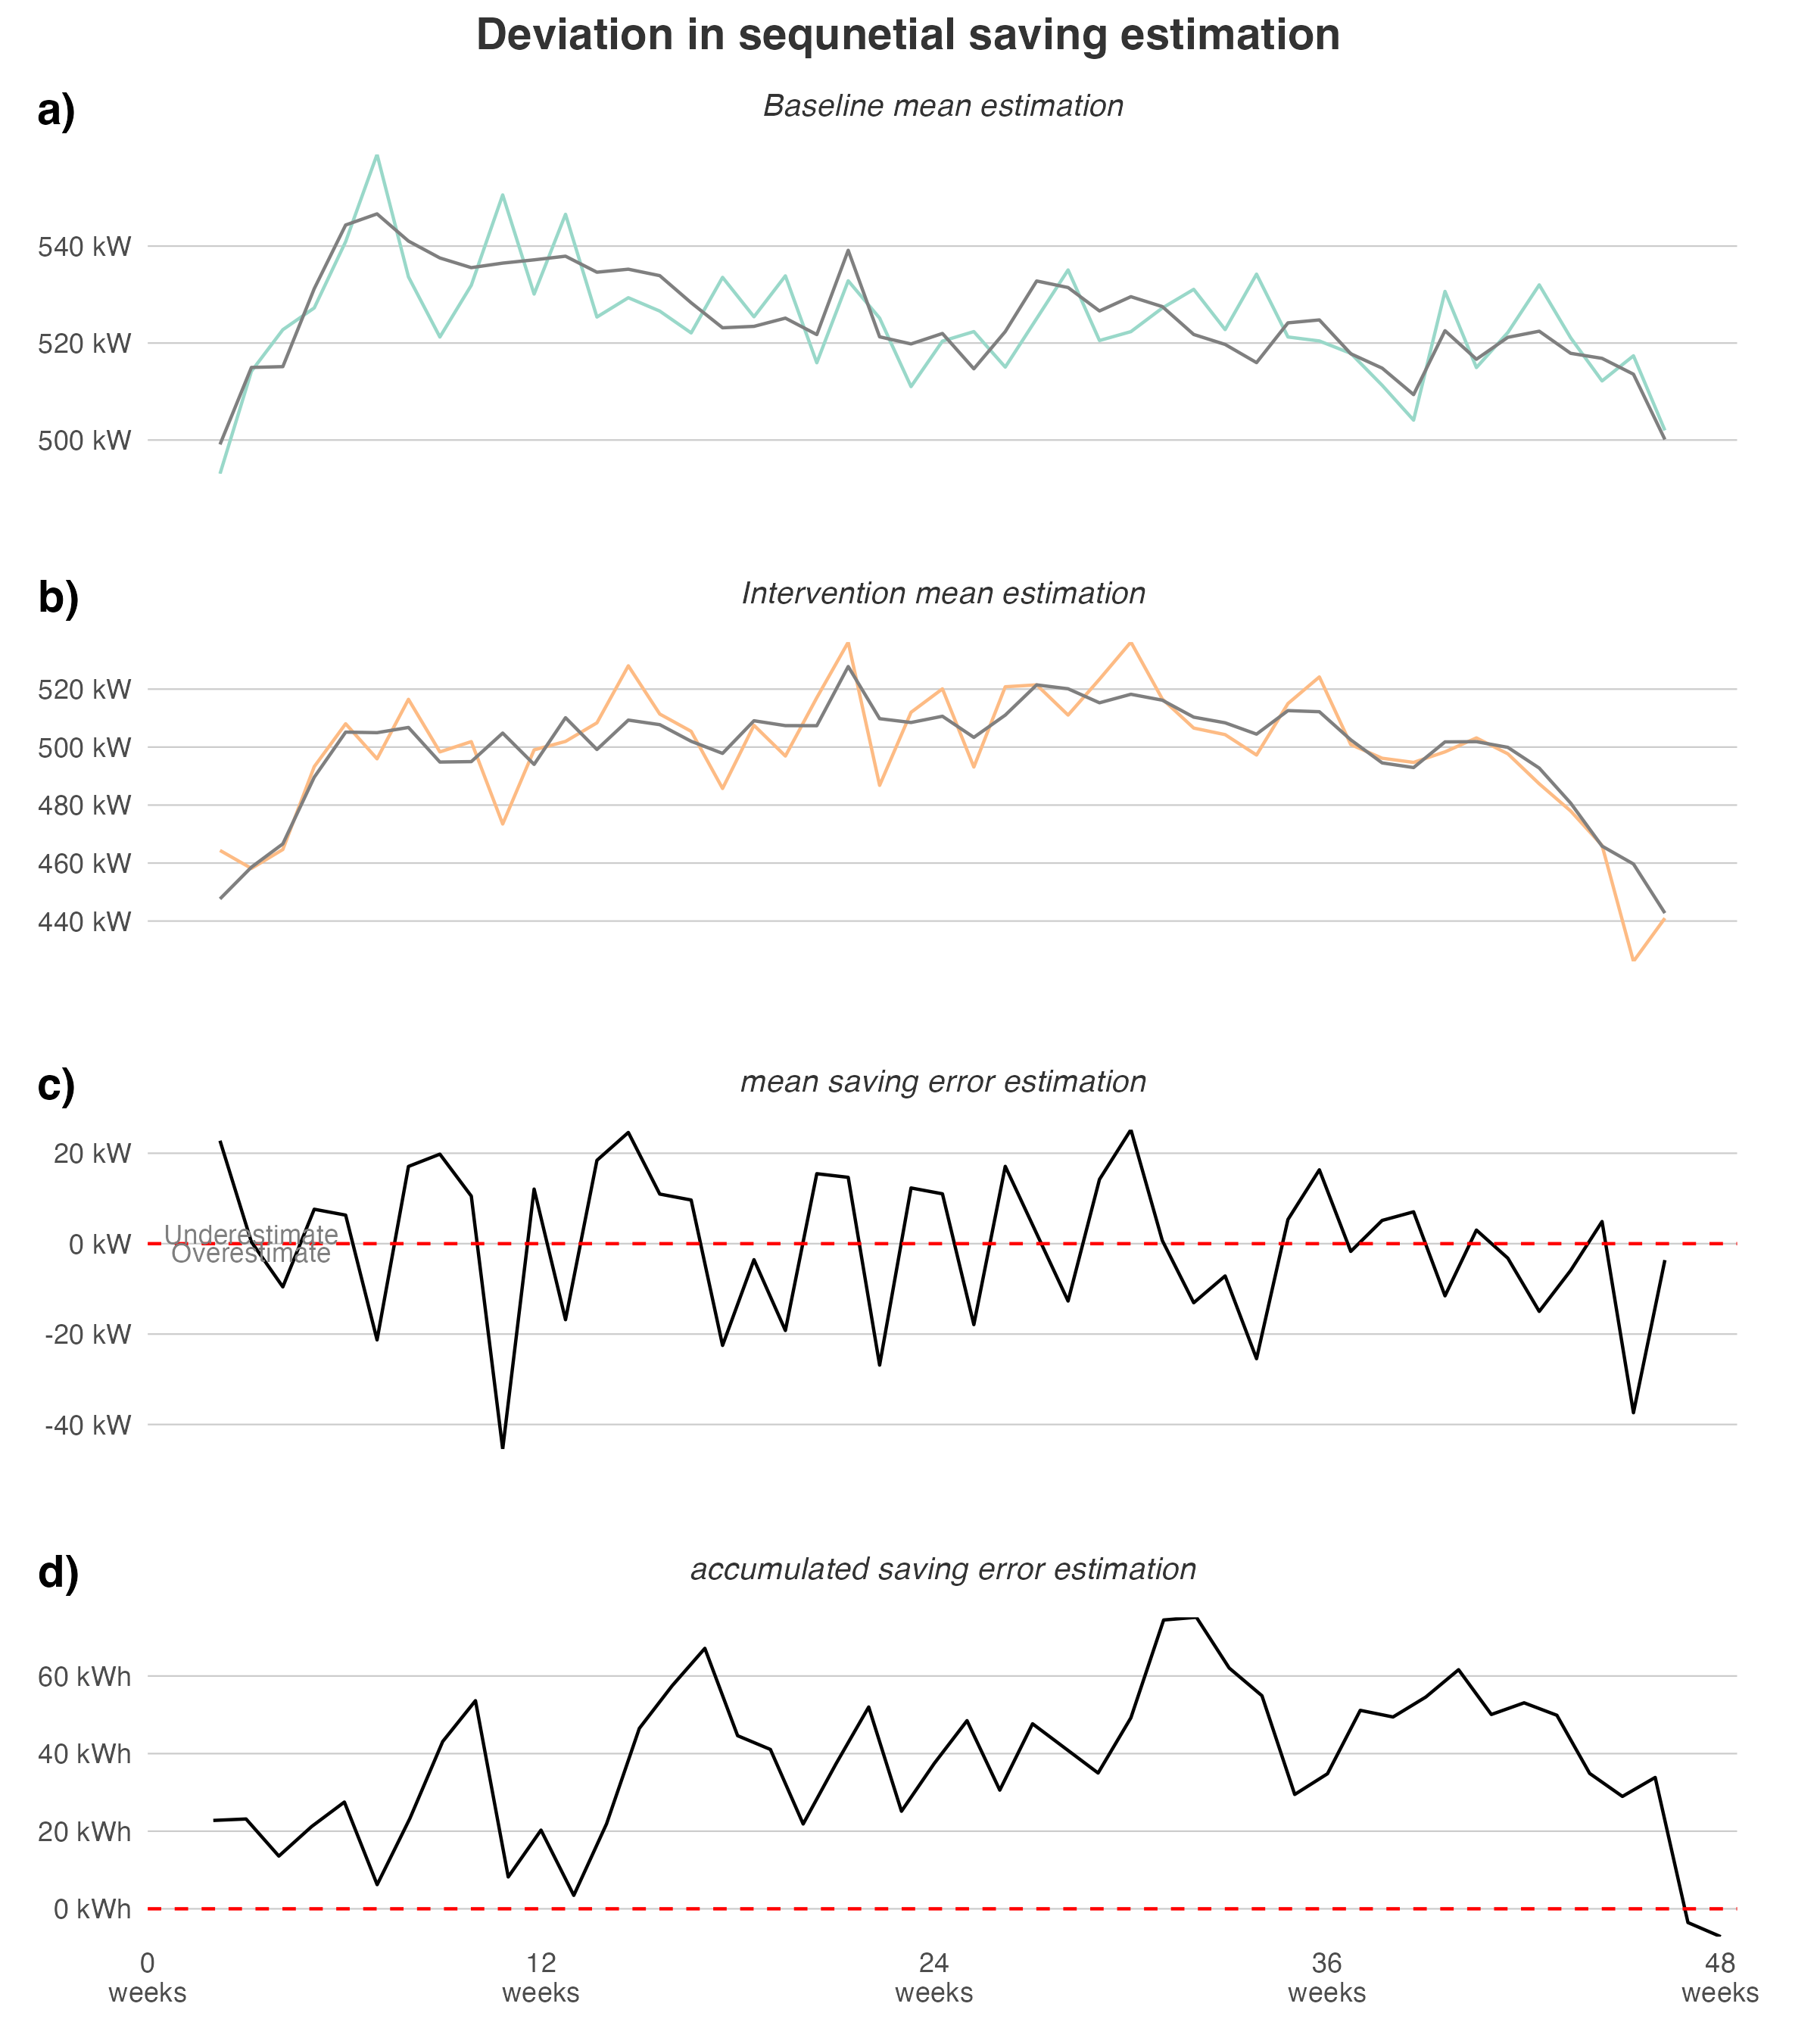 Deviation in sequnetial saving estimation
a)
Baseline mean estimation
540 kW
520 kW
500 kW
b)
Intervention mean estimation
520 kW
500 kW
480 kW
460 kW
440 kW
c)
mean saving error estimation
20 kW
Underestimate
0 kW
Overestimate
-20 kW
-40 kW
d)
accumulated saving error estimation
60 kWh
40 kWh
20 kWh
0 kWh
0 12 24 36 48
weeks weeks weeks weeks weeks